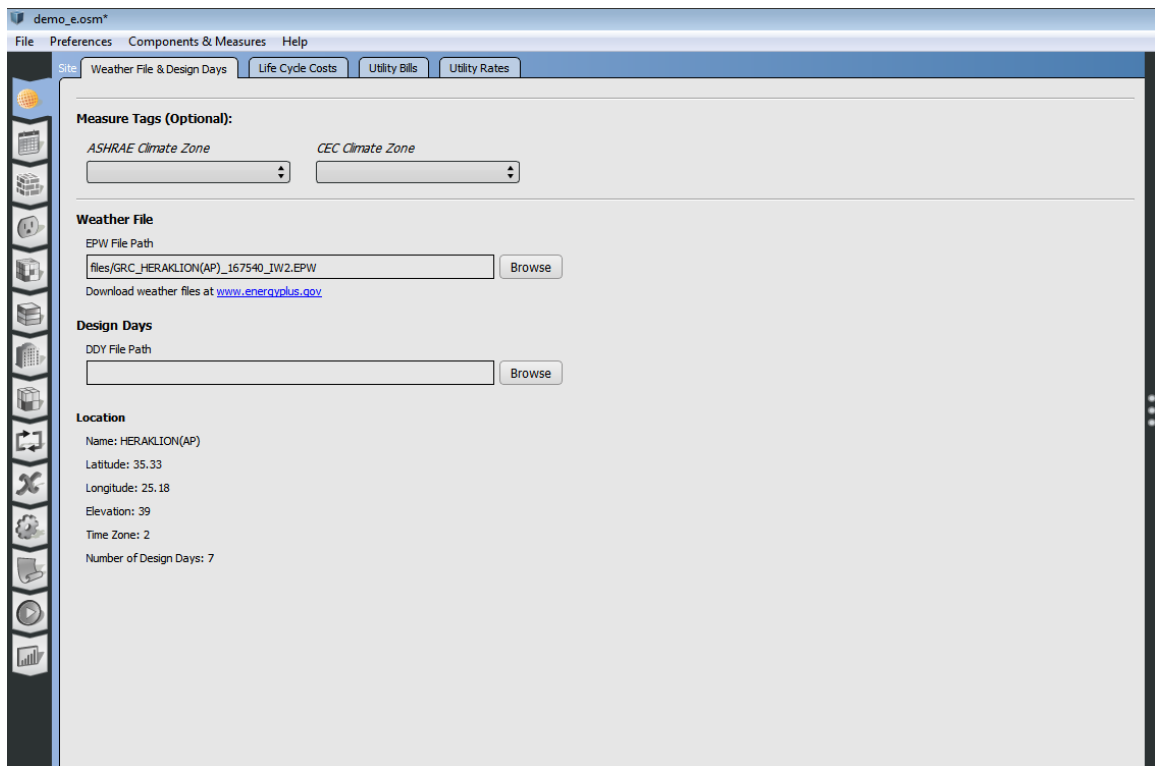 demo_e.osm*
File Preferences Components & Measures Help
Site Weather File & Design Days Life Cycle Costs Utility Bills Utility Rates
Measure Tags (Optional):
ASHRAE Climate Zone CEC Climate Zone
Weather File
EPW File Path
files/GRC_HERAKLION(AP)_167540_IW2.EPW Browse
Download weather files at www.energyplus.gov
Design Days
DDY File Path
Browse
Location
Name: HERAKLION(AP)
Latitude: 35.33
Longitude: 25.18
Elevation: 39
Time Zone: 2
Number of Design Days: 7